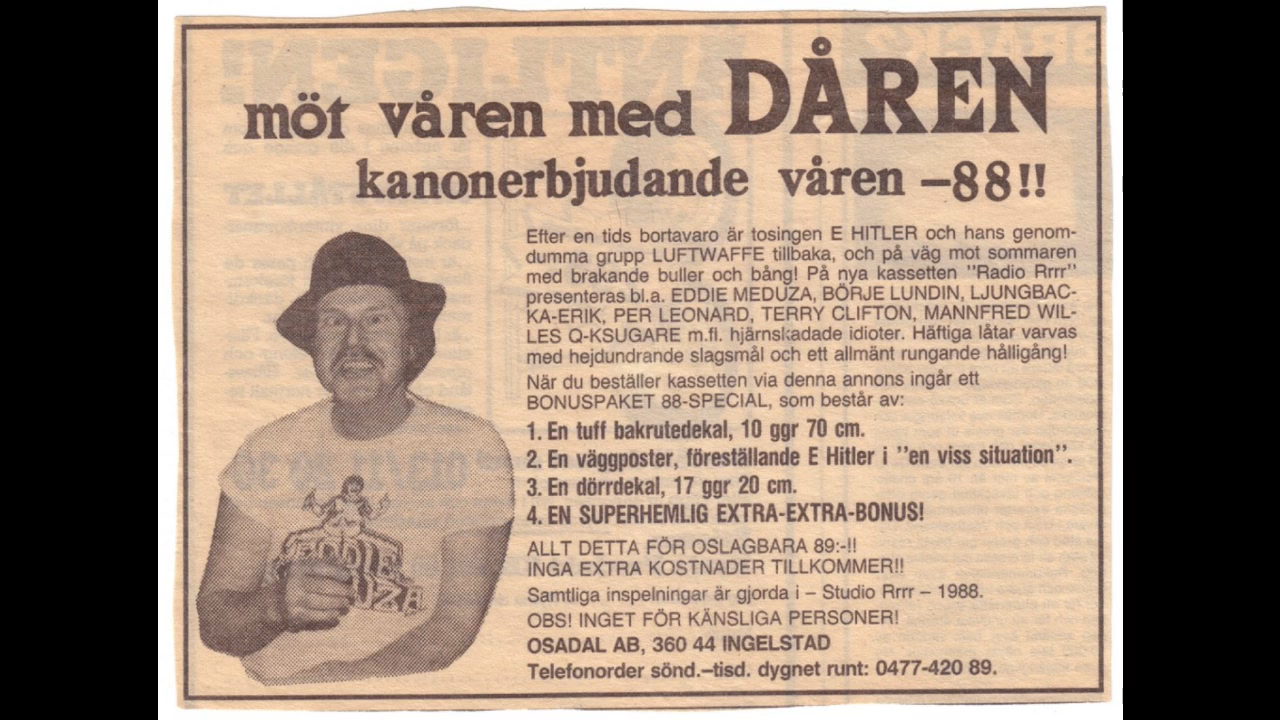 möt våren med DÅREN
kanonerbjudande våren –88!!
Efter en tids bortavaro är tosingen E HITLER och hans genom-
dumma grupp LUFTWAFFE tillbaka, och på väg mot sommaren
med brakande buller och bång! På nya kassetten "Radio Rrrr"
presenteras bl.a. EDDIE MEDUZA, BÖRJE LUNDIN, LJUNGBAC-
KA-ERIK, PER LEONARD, TERRY CLIFTON, MANNFRED WIL-
LES Q-KSUGARE m.fl. hjärnskadade idioter. Häftiga låtar varvas
med hejdundrande slagsmål och ett allmänt rungande hålligång!
När du beställer kassetten via denna annons ingår ett
BONUSPAKET 88-SPECIAL, som består av:
1. En tuff bakrutedekal, 10 ggr 70 cm.
2. En väggposter, föreställande E Hitler i "en viss situation".
3. En dörrdekal, 17 ggr 20 cm.
4. EN SUPERHEMLIG EXTRA-EXTRA-BONUS!
ALLT DETTA FÖR OSLAGBARA 89:-!!
INGA EXTRA KOSTNADER TILLKOMMER!!
Samtliga inspelningar är gjorda i – Studio Rrrr – 1988.
OBS! INGET FÖR KÄNSLIGA PERSONER!
OSADAL AB, 360 44 INGELSTAD
Telefonorder sönd.–tisd. dygnet runt: 0477-420 89.